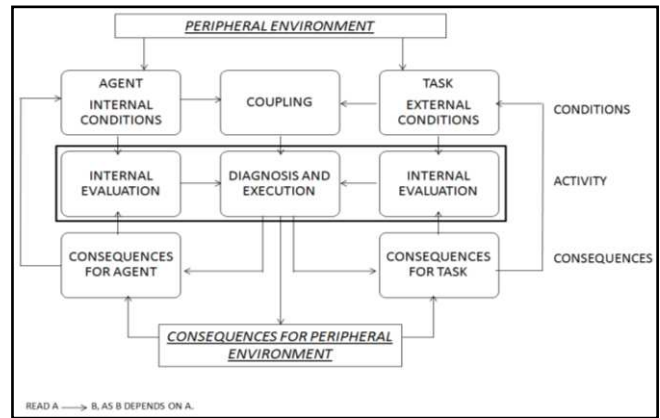 PERIPHERAL ENVIRONMENT
AGENT
INTERNAL
CONDITIONS
COUPLING
TASK
EXTERNAL
CONDITIONS
CONDITIONS
INTERNAL
EVALUATION
DIAGNOSIS AND
EXECUTION
INTERNAL
EVALUATION
ACTIVITY
CONSEQUENCES
FOR AGENT
CONSEQUENCES
FOR TASK
CONSEQUENCES
CONSEQUENCES FOR PERIPHERAL
ENVIRONMENT
READ A ⟶ B, AS B DEPENDS ON A.